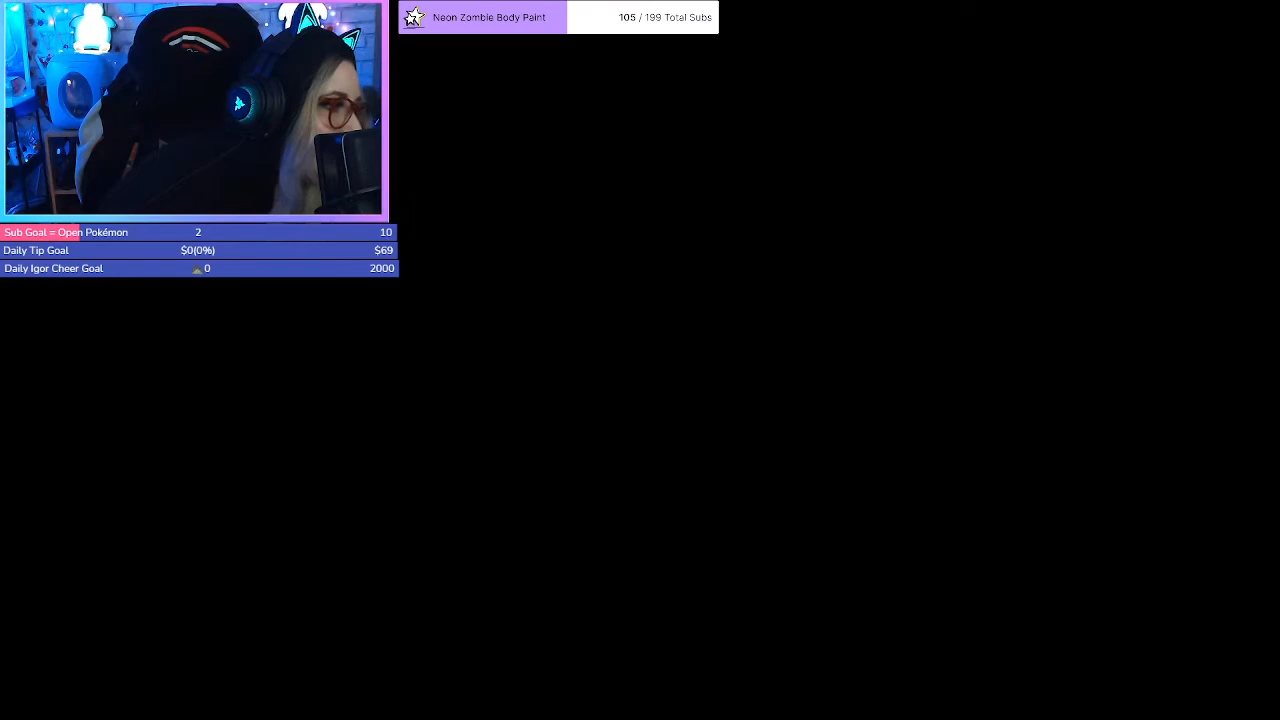 Neon Zombie Body Paint 105 / 199 Total Subs
Sub Goal = Open Pokémon 2 10
Daily Tip Goal $0(0%) $69
Daily Igor Cheer Goal 0 2000